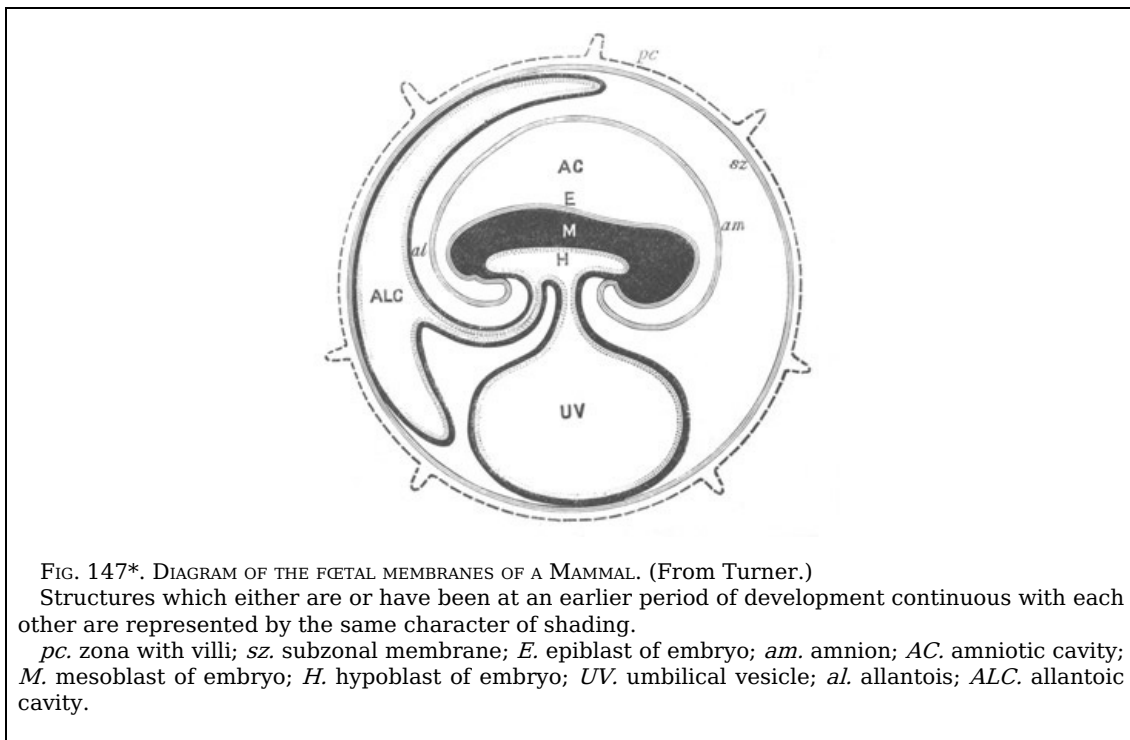 pc
sz
AC
E
am
M
al
H
ALC
UV
FIG. 147*. DIAGRAM OF THE FŒTAL MEMBRANES OF A MAMMAL. (From Turner.)
Structures which either are or have been at an earlier period of development continuous with each
other are represented by the same character of shading.
pc. zona with villi; sz. subzonal membrane; E. epiblast of embryo; am. amnion; AC. amniotic cavity;
M. mesoblast of embryo; H. hypoblast of embryo; UV. umbilical vesicle; al. allantois; ALC. allantoic
cavity.